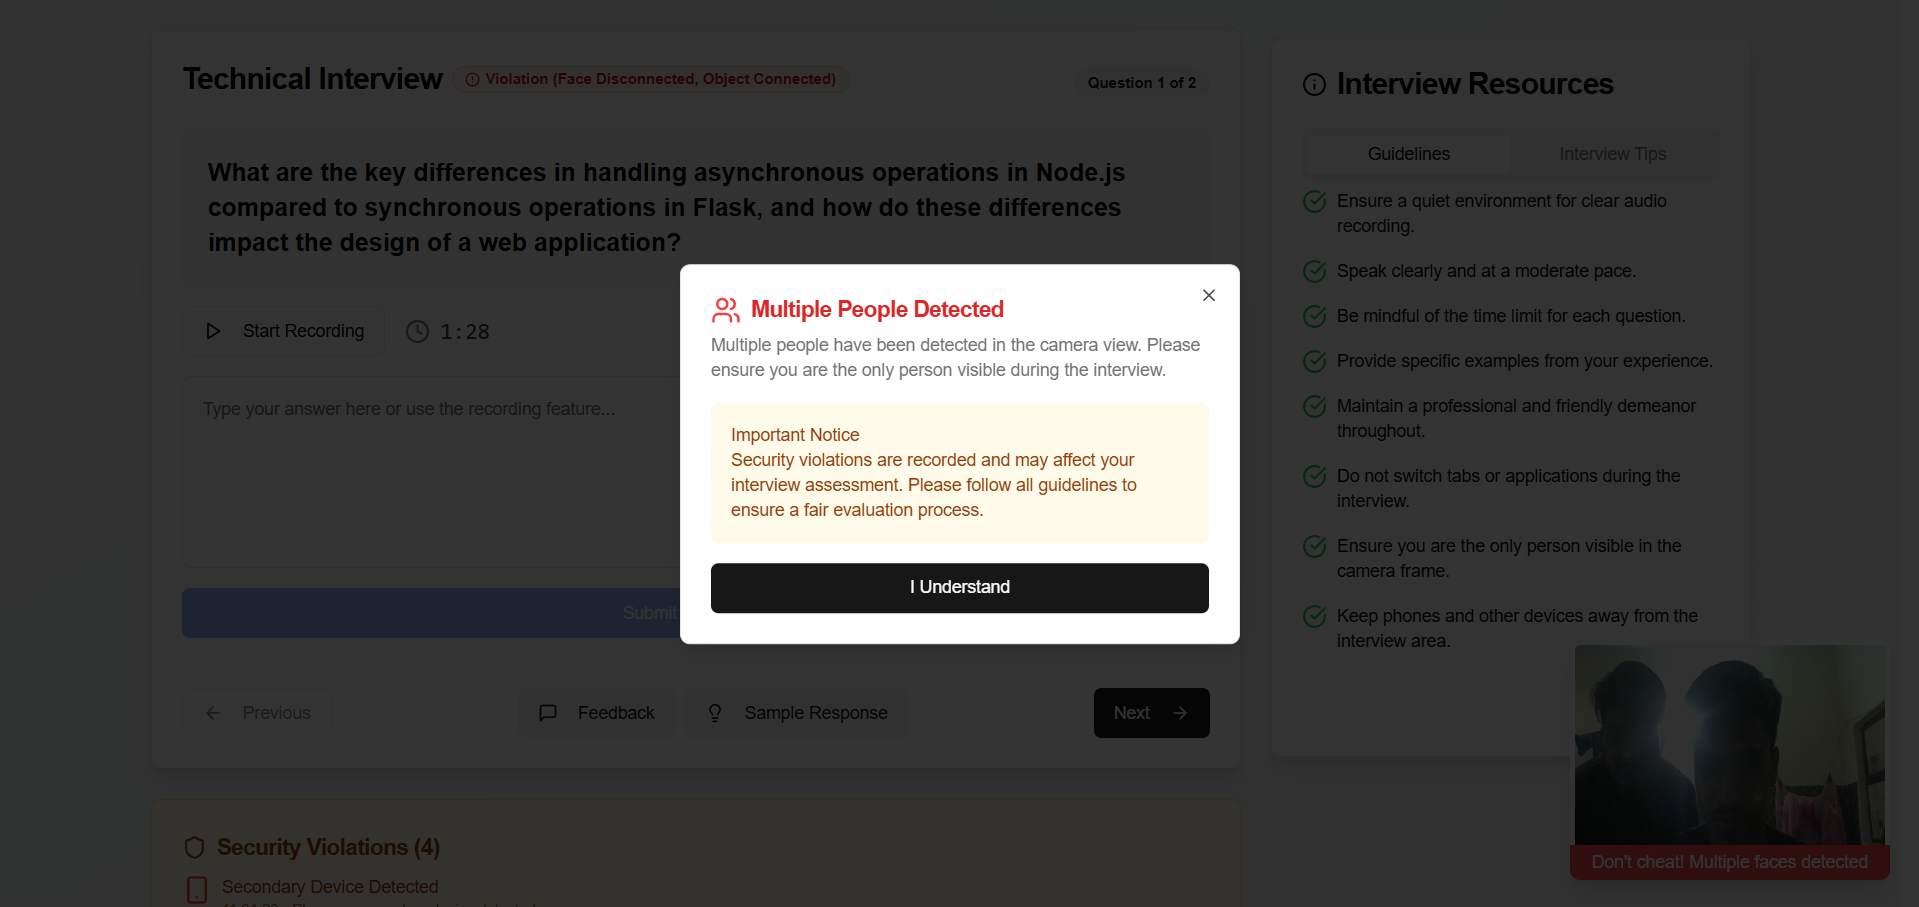 Technical Interview
Violation (Face Disconnected, Object Connected)
Question 1 of 2
What are the key differences in handling asynchronous operations in Node.js
compared to synchronous operations in Flask, and how do these differences
impact the design of a web application?
Start Recording
1:28
Type your answer here or use the recording feature...
Submit
Previous
Feedback
Sample Response
Next
Security Violations (4)
Secondary Device Detected
Multiple People Detected
Multiple people have been detected in the camera view. Please
ensure you are the only person visible during the interview.
Important Notice
Security violations are recorded and may affect your
interview assessment. Please follow all guidelines to
ensure a fair evaluation process.
I Understand
Interview Resources
Guidelines
Interview Tips
Ensure a quiet environment for clear audio
recording.
Speak clearly and at a moderate pace.
Be mindful of the time limit for each question.
Provide specific examples from your experience.
Maintain a professional and friendly demeanor
throughout.
Do not switch tabs or applications during the
interview.
Ensure you are the only person visible in the
camera frame.
Keep phones and other devices away from the
interview area.
Don't cheat! Multiple faces detected